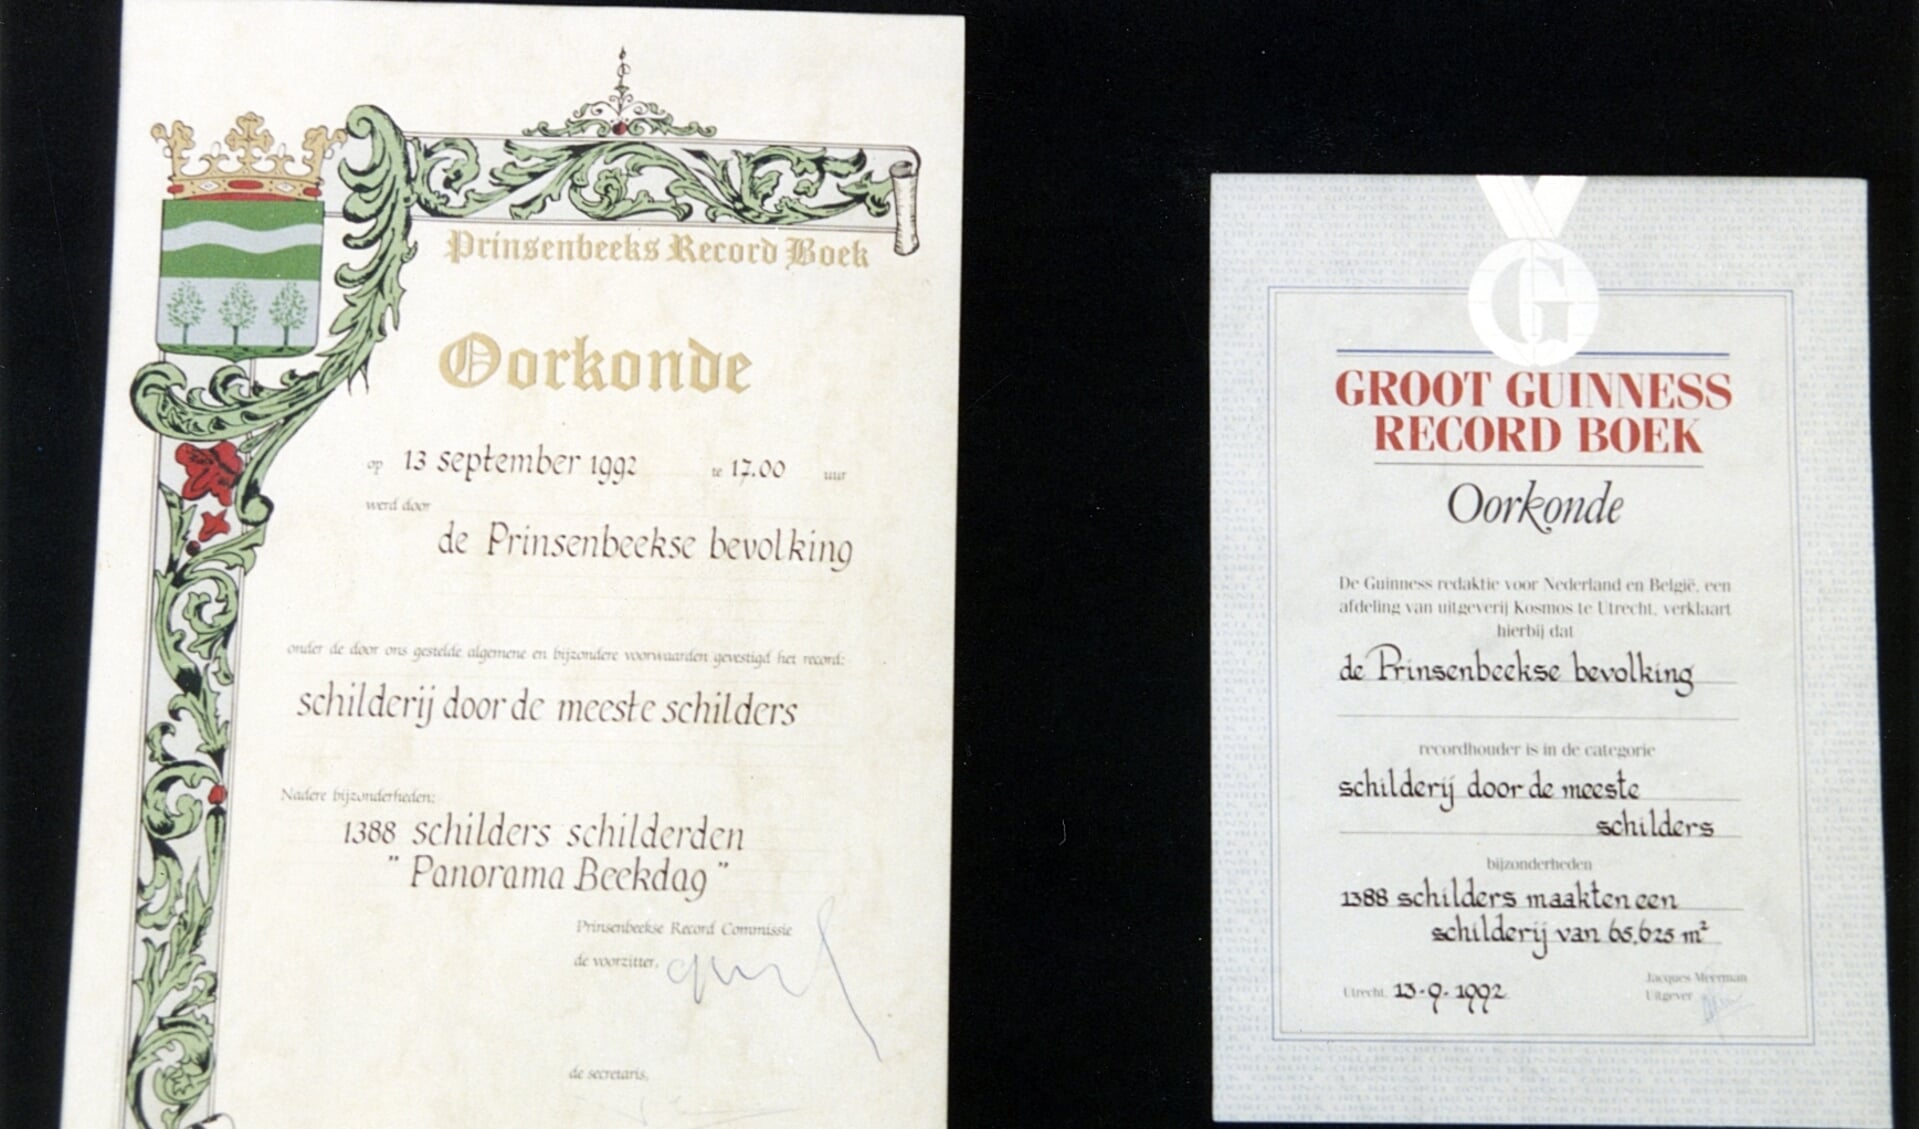 Prinsenbeeks Record Boek
Oorkonde
op 13 september 1992 te 17.00 uur
werd door
de Prinsenbeekse bevolking
onder de door ons gestelde algemene en bijzondere voorwaarden gevestigd het record:
schilderij door de meeste schilders
Nadere bijzonderheden:
1388 schilders schilderden
"Panorama Beekdag"
Prinsenbeekse Record Commissie
de voorzitter,
de secretaris,
G
GROOT GUINNESS
RECORD BOEK
Oorkonde
De Guinness redaktie voor Nederland en België, een
afdeling van uitgeverij Kosmos te Utrecht, verklaart
hierbij dat
de Prinsenbeekse bevolking
recordhouder is in de categorie
schilderij door de meeste
schilders
bijzonderheden
1388 schilders maakten een
schilderij van 65,625 m²
Jacques Meerman
Utrecht, 13-9-1992 Uitgever